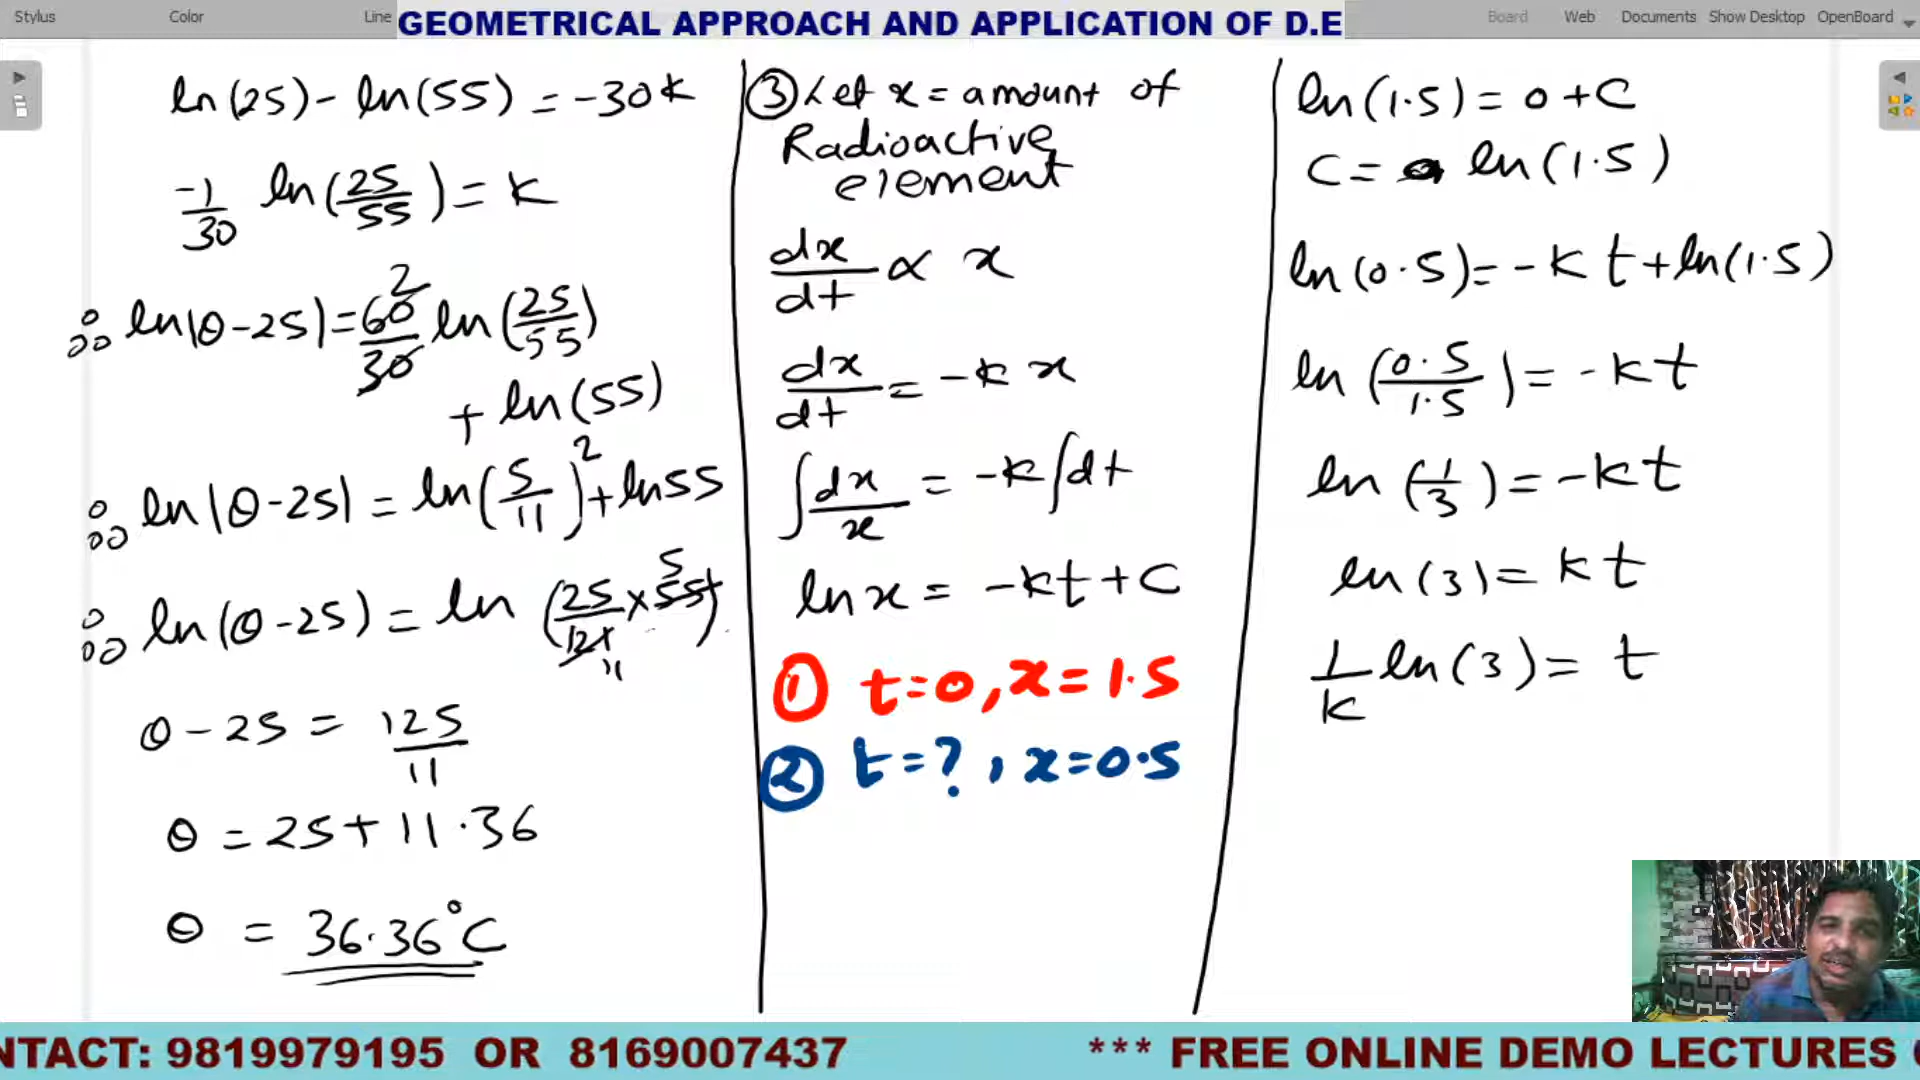 Stylus Color Line Board Web Documents Show Desktop OpenBoard
GEOMETRICAL APPROACH AND APPLICATION OF D.E
ln(25) - ln(55) = -30k
-1/30 ln(25/55) = k
∴ ln|θ-25| = 60/30 2 ln(25/55)
+ ln(55)
∴ ln|θ-25| = ln(5/11)² + ln55
∴ ln(θ-25) = ln (25/121 × 55) 5 11
θ - 25 = 125/11
θ = 25 + 11.36
θ = 36.36°C
③ Let x = amount of
Radioactive
element
dx/dt ∝ x
dx/dt = -k x
∫dx/x = -k∫dt
ln x = -kt + C
① t=0, x=1.5
② t=?, x=0.5
ln(1.5) = 0 + C
C = ln(1.5)
ln(0.5) = -k t + ln(1.5)
ln(0.5/1.5) = -k t
ln(1/3) = -k t
ln(3) = k t
1/k ln(3) = t
NTACT: 9819979195 OR 8169007437 *** FREE ONLINE DEMO LECTURES